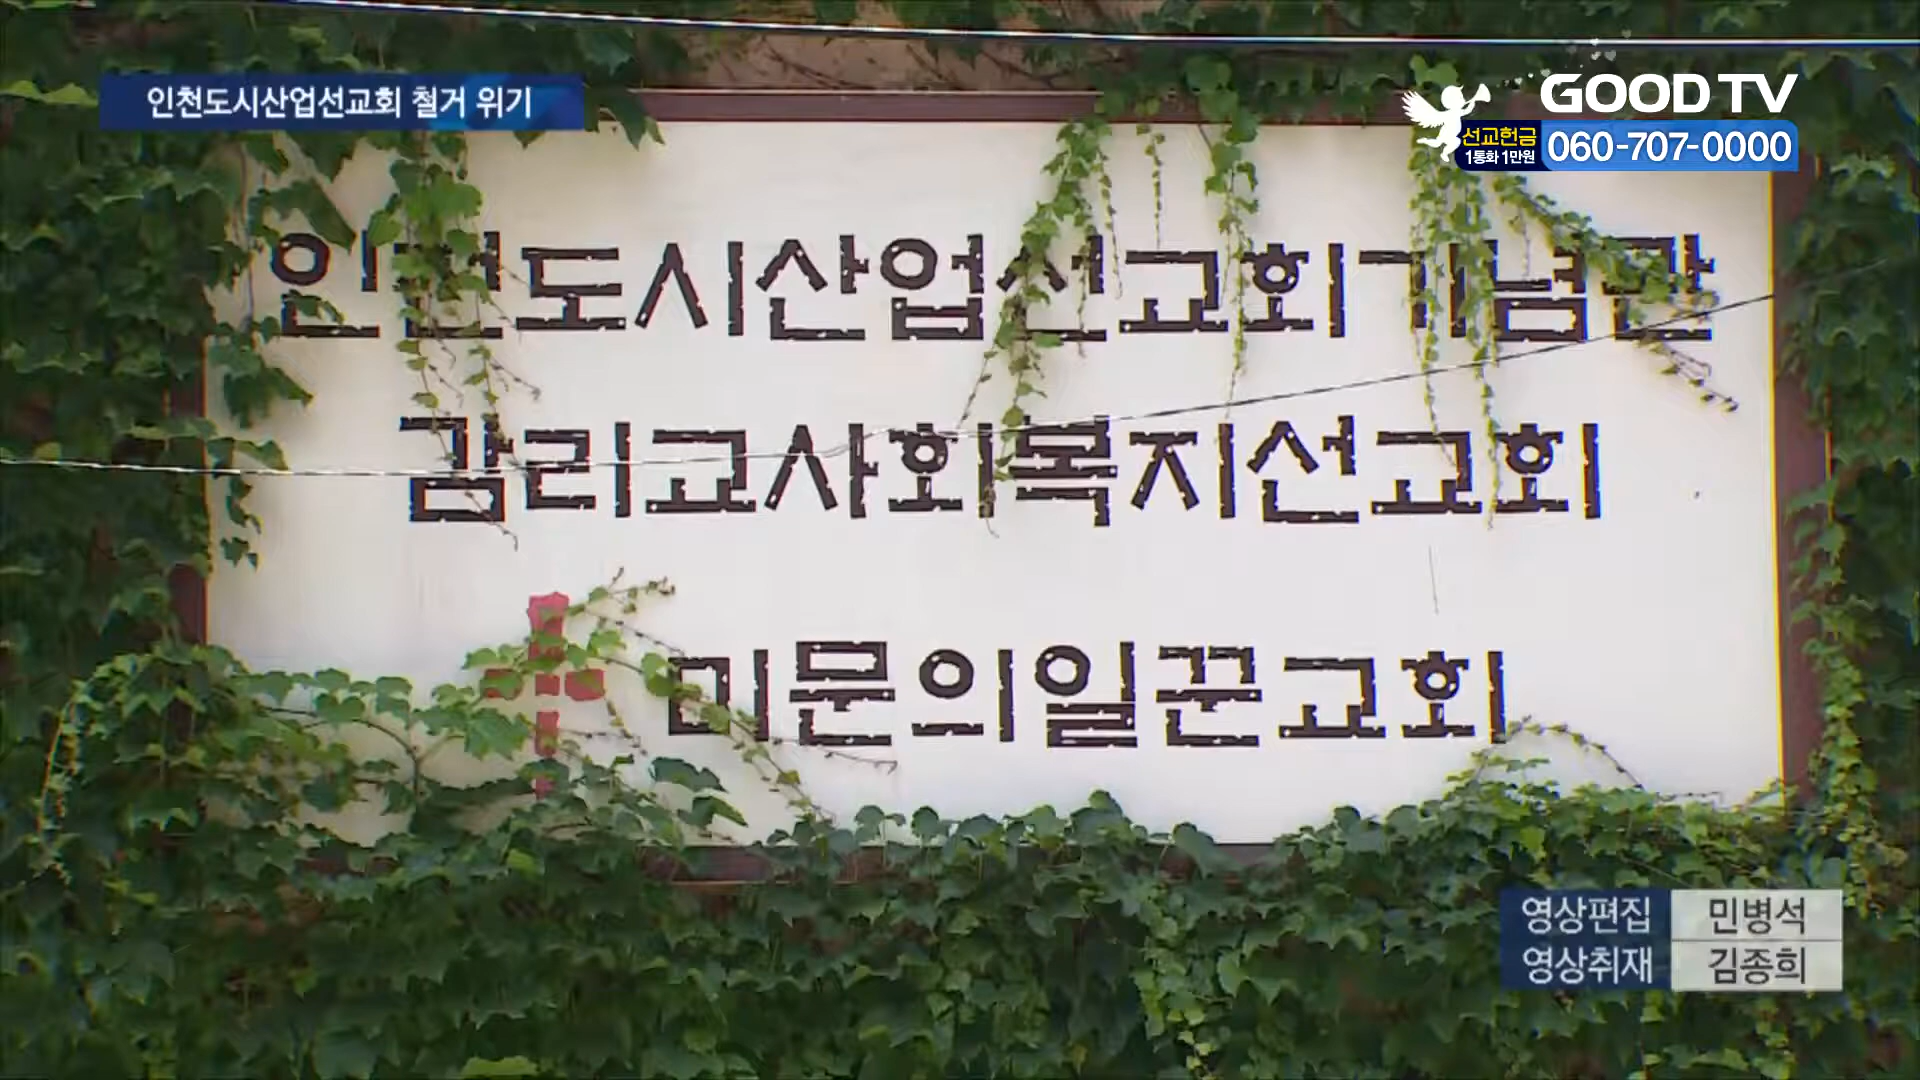 인천도시산업선교회 철거 위기
GOOD TV
선교헌금
1통화 1만원
060-707-0000
인천도시산업선교회기념관
감리교사회복지선교회
미문의일꾼교회
영상편집 민병석
영상취재 김종희